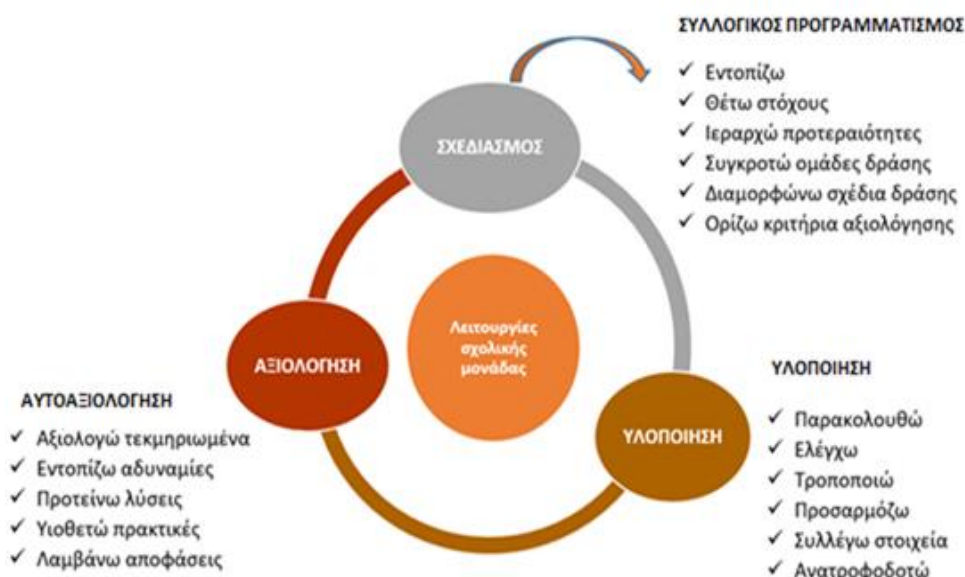 ΣΥΛΛΟΓΙΚΟΣ ΠΡΟΓΡΑΜΜΑΤΙΣΜΟΣ
✓ Εντοπίζω
✓ Θέτω στόχους
✓ Ιεραρχώ προτεραιότητες
✓ Συγκροτώ ομάδες δράσης
✓ Διαμορφώνω σχέδια δράσης
✓ Ορίζω κριτήρια αξιολόγησης
ΣΧΕΔΙΑΣΜΟΣ
Λειτουργίες
σχολικής
μονάδας
ΑΞΙΟΛΟΓΗΣΗ
ΥΛΟΠΟΙΗΣΗ
ΥΛΟΠΟΙΗΣΗ
✓ Παρακολουθώ
✓ Ελέγχω
✓ Τροποποιώ
✓ Προσαρμόζω
✓ Συλλέγω στοιχεία
✓ Ανατροφοδοτώ
ΑΥΤΟΑΞΙΟΛΟΓΗΣΗ
✓ Αξιολογώ τεκμηριωμένα
✓ Εντοπίζω αδυναμίες
✓ Προτείνω λύσεις
✓ Υιοθετώ πρακτικές
✓ Λαμβάνω αποφάσεις